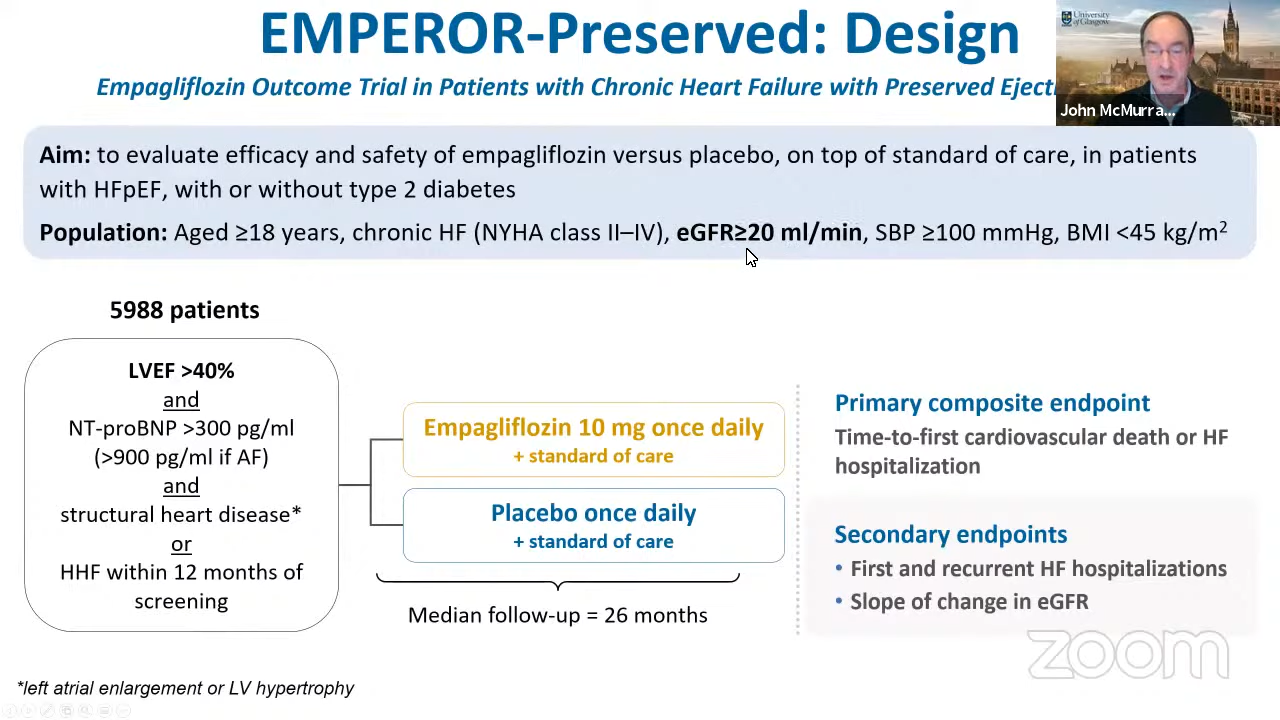 EMPEROR-Preserved: Design
University
of Glasgow
Empagliflozin Outcome Trial in Patients with Chronic Heart Failure with Preserved Ejecti
John McMurra...
Aim: to evaluate efficacy and safety of empagliflozin versus placebo, on top of standard of care, in patients
with HFpEF, with or without type 2 diabetes
Population: Aged ≥18 years, chronic HF (NYHA class II–IV), eGFR≥20 ml/min, SBP ≥100 mmHg, BMI <45 kg/m²
5988 patients
LVEF >40%
and
NT-proBNP >300 pg/ml
(>900 pg/ml if AF)
and
structural heart disease*
or
HHF within 12 months of
screening
Empagliflozin 10 mg once daily
+ standard of care
Placebo once daily
+ standard of care
Median follow-up = 26 months
Primary composite endpoint
Time-to-first cardiovascular death or HF
hospitalization
Secondary endpoints
• First and recurrent HF hospitalizations
• Slope of change in eGFR
zoom
*left atrial enlargement or LV hypertrophy